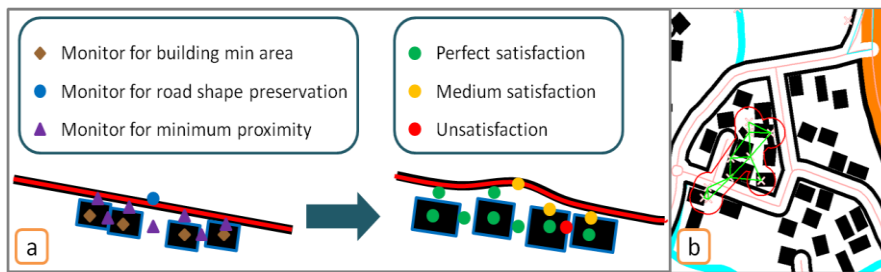 Monitor for building min area
Monitor for road shape preservation
Monitor for minimum proximity
Perfect satisfaction
Medium satisfaction
Unsatisfaction
a
b